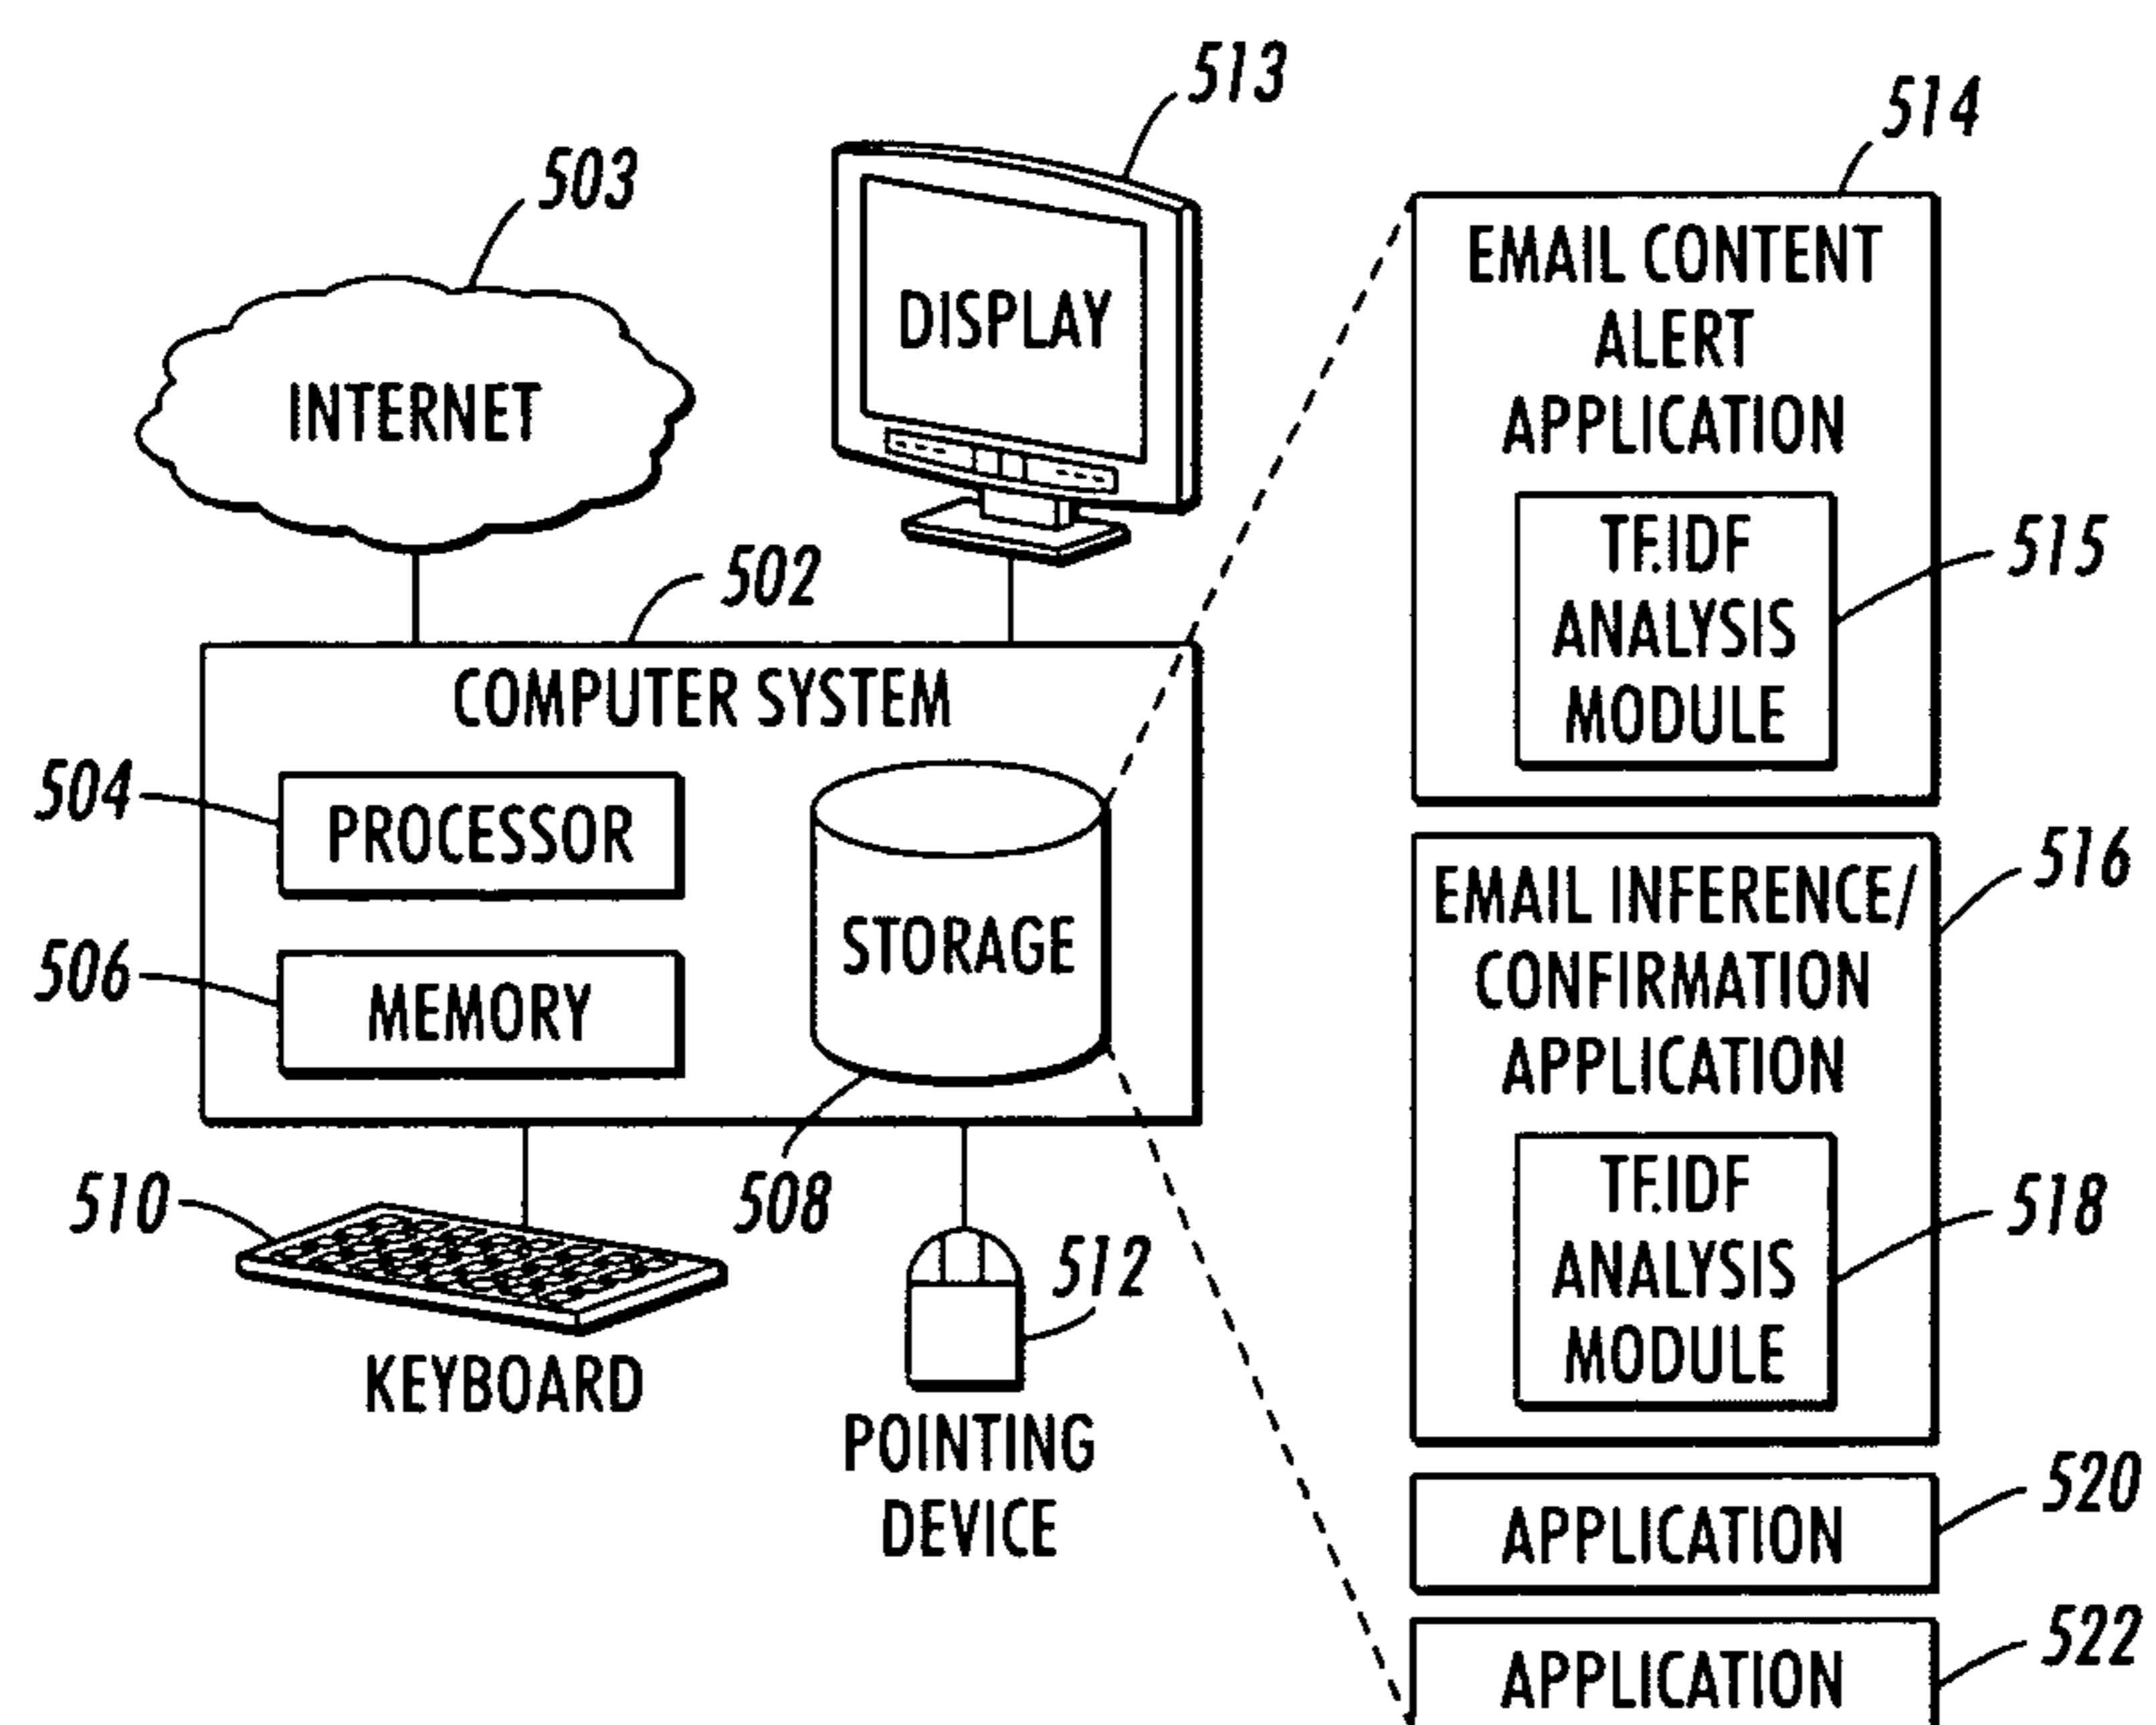 513
514
503
EMAIL CONTENT
ALERT
APPLICATION
DISPLAY
INTERNET
TF.IDF
ANALYSIS
MODULE
515
502
COMPUTER SYSTEM
504
PROCESSOR
STORAGE
506
MEMORY
516
EMAIL INFERENCE/
CONFIRMATION
APPLICATION
TF.IDF
ANALYSIS
MODULE
518
510
508
512
KEYBOARD
POINTING
DEVICE
520
APPLICATION
522
APPLICATION